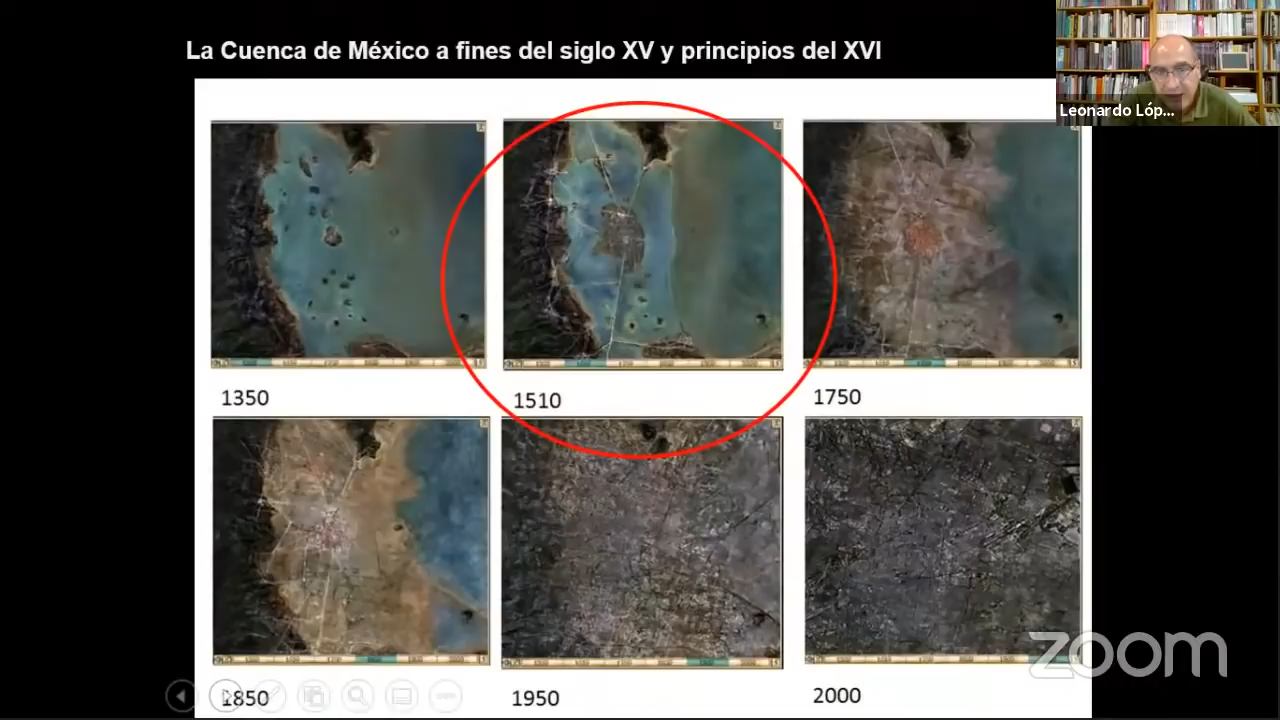 La Cuenca de México a fines del siglo XV y principios del XVI
Leonardo Lóp...
1350
1510
1750
1850
1950
2000
zoom